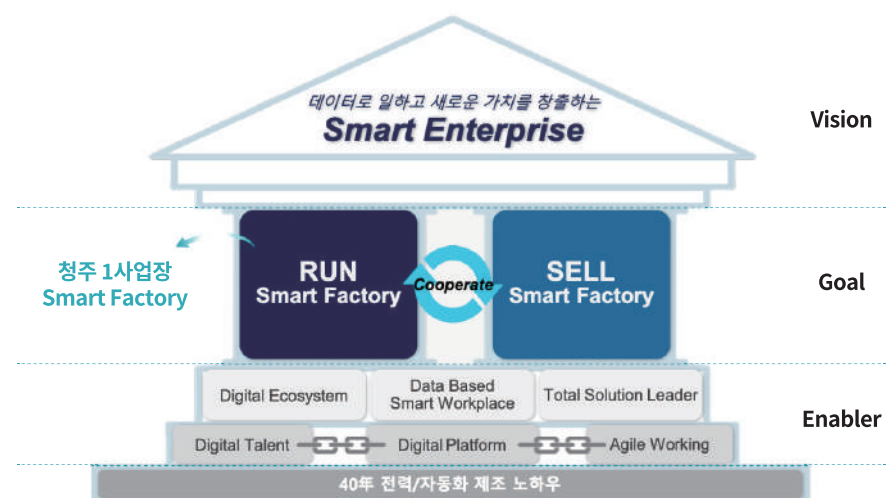 데이터로 일하고 새로운 가치를 창출하는
Smart Enterprise
Vision
청주 1사업장
Smart Factory
RUN
Smart Factory
Cooperate
SELL
Smart Factory
Goal
Digital Ecosystem
Data Based
Smart Workplace
Total Solution Leader
Enabler
Digital Talent
Digital Platform
Agile Working
40年 전력/자동화 제조 노하우